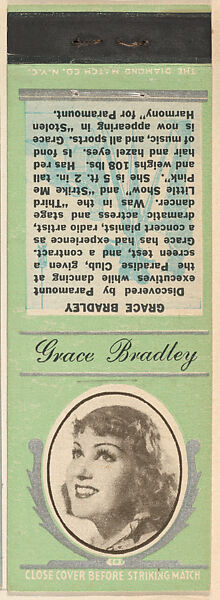 THE DIAMOND MATCH CO. N.Y.C.
GRACE BRADLEY
Discovered by Paramount
executives while dancing at
the Paradise Club, given a
screen test, and a contract.
Grace has had experience as
concert pianist, radio artist,
dramatic actress and stage
dancer. Was in the "Third
Little Show" and "Strike Me
Pink". She is 5 ft. 2 in. tall
and weighs 108 lbs. Has red
hair and hazel eyes. Is fond
of music, and all sports. Grace
is now appearing in "Stolen
Harmony" for Paramount.
Grace Bradley
CLOSE COVER BEFORE STRIKING MATCH